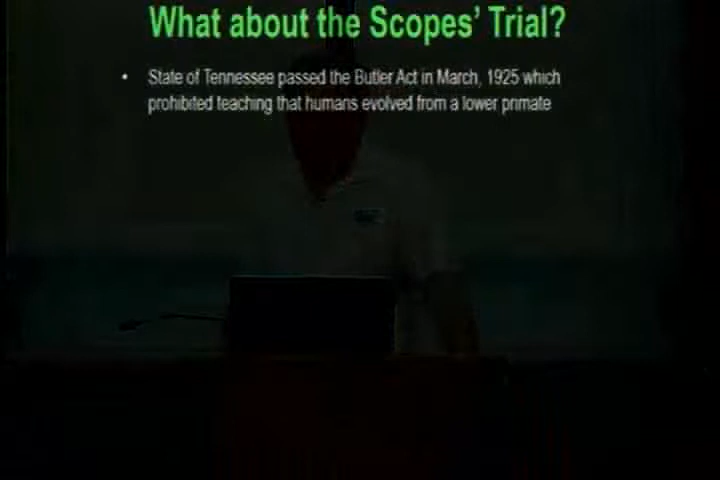 What about the Scopes’ Trial?
• State of Tennessee passed the Butler Act in March, 1925 which
prohibited teaching that humans evolved from a lower primate